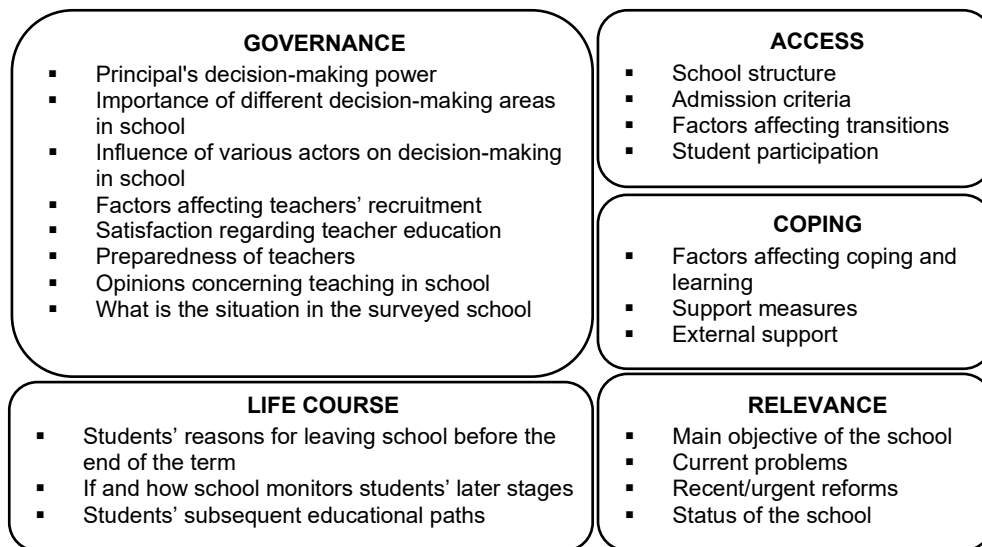 GOVERNANCE
▪ Principal's decision-making power
▪ Importance of different decision-making areas
in school
▪ Influence of various actors on decision-making
in school
▪ Factors affecting teachers’ recruitment
▪ Satisfaction regarding teacher education
▪ Preparedness of teachers
▪ Opinions concerning teaching in school
▪ What is the situation in the surveyed school
ACCESS
▪ School structure
▪ Admission criteria
▪ Factors affecting transitions
▪ Student participation
COPING
▪ Factors affecting coping and
learning
▪ Support measures
▪ External support
LIFE COURSE
▪ Students’ reasons for leaving school before the
end of the term
▪ If and how school monitors students’ later stages
▪ Students’ subsequent educational paths
RELEVANCE
▪ Main objective of the school
▪ Current problems
▪ Recent/urgent reforms
▪ Status of the school